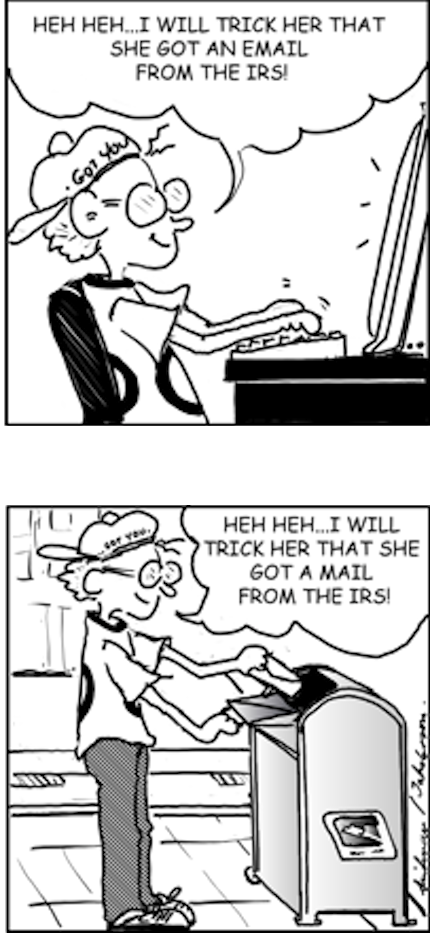 HEH HEH...I WILL TRICK HER THAT
SHE GOT AN EMAIL
FROM THE IRS!
GOT YOU
HEH HEH...I WILL
TRICK HER THAT SHE
GOT A MAIL
FROM THE IRS!
GOT YOU